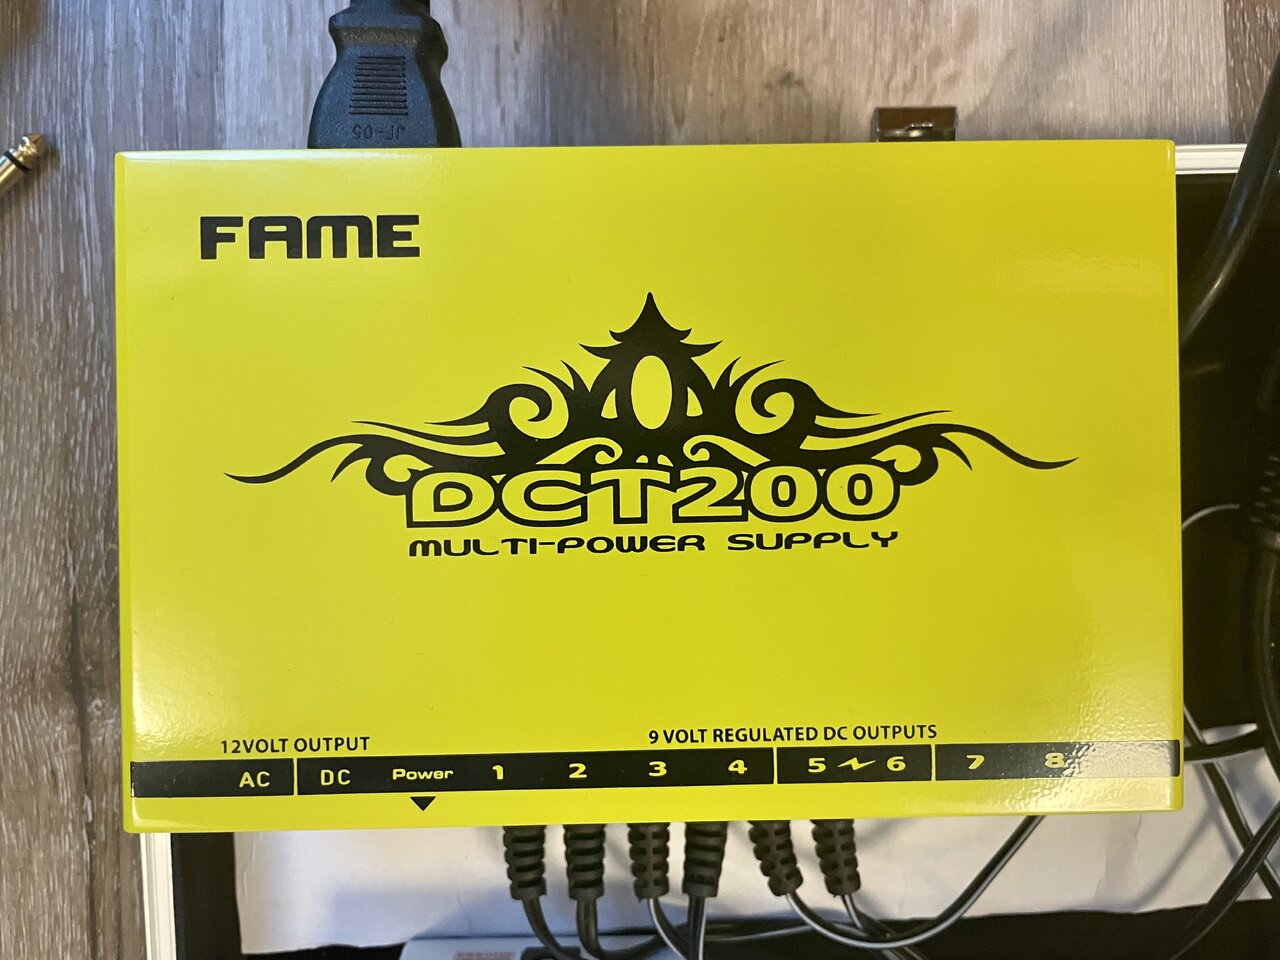 JF-05
FAME
DCT200
MULTI-POWER SUPPLY
12VOLT OUTPUT
9 VOLT REGULATED DC OUTPUTS
AC DC Power 1 2 3 4 5 6 7 8